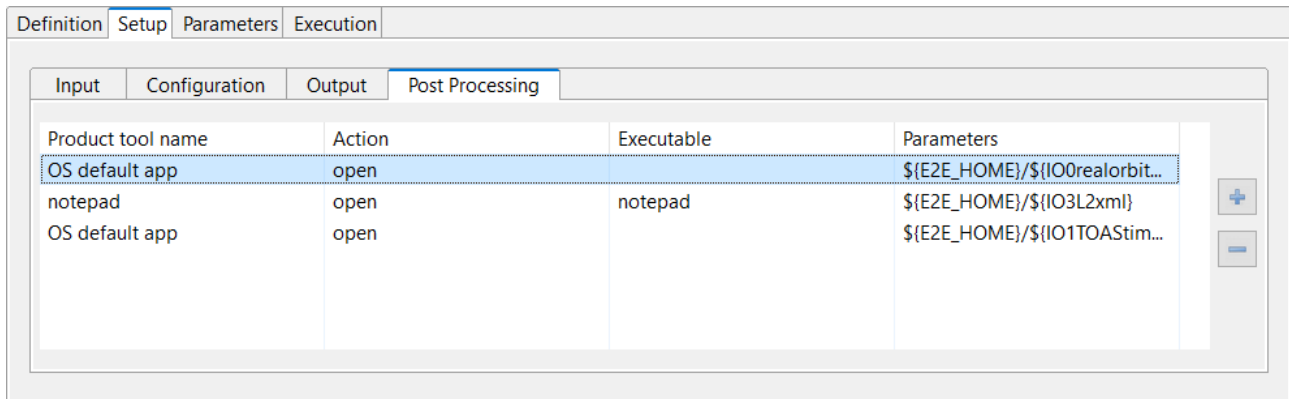 Definition Setup Parameters Execution
Input Configuration Output Post Processing
Product tool name Action Executable Parameters
OS default app open ${E2E_HOME}/${IO0realorbit...
notepad open notepad ${E2E_HOME}/${IO3L2xml}
OS default app open ${E2E_HOME}/${IO1TOAStim...